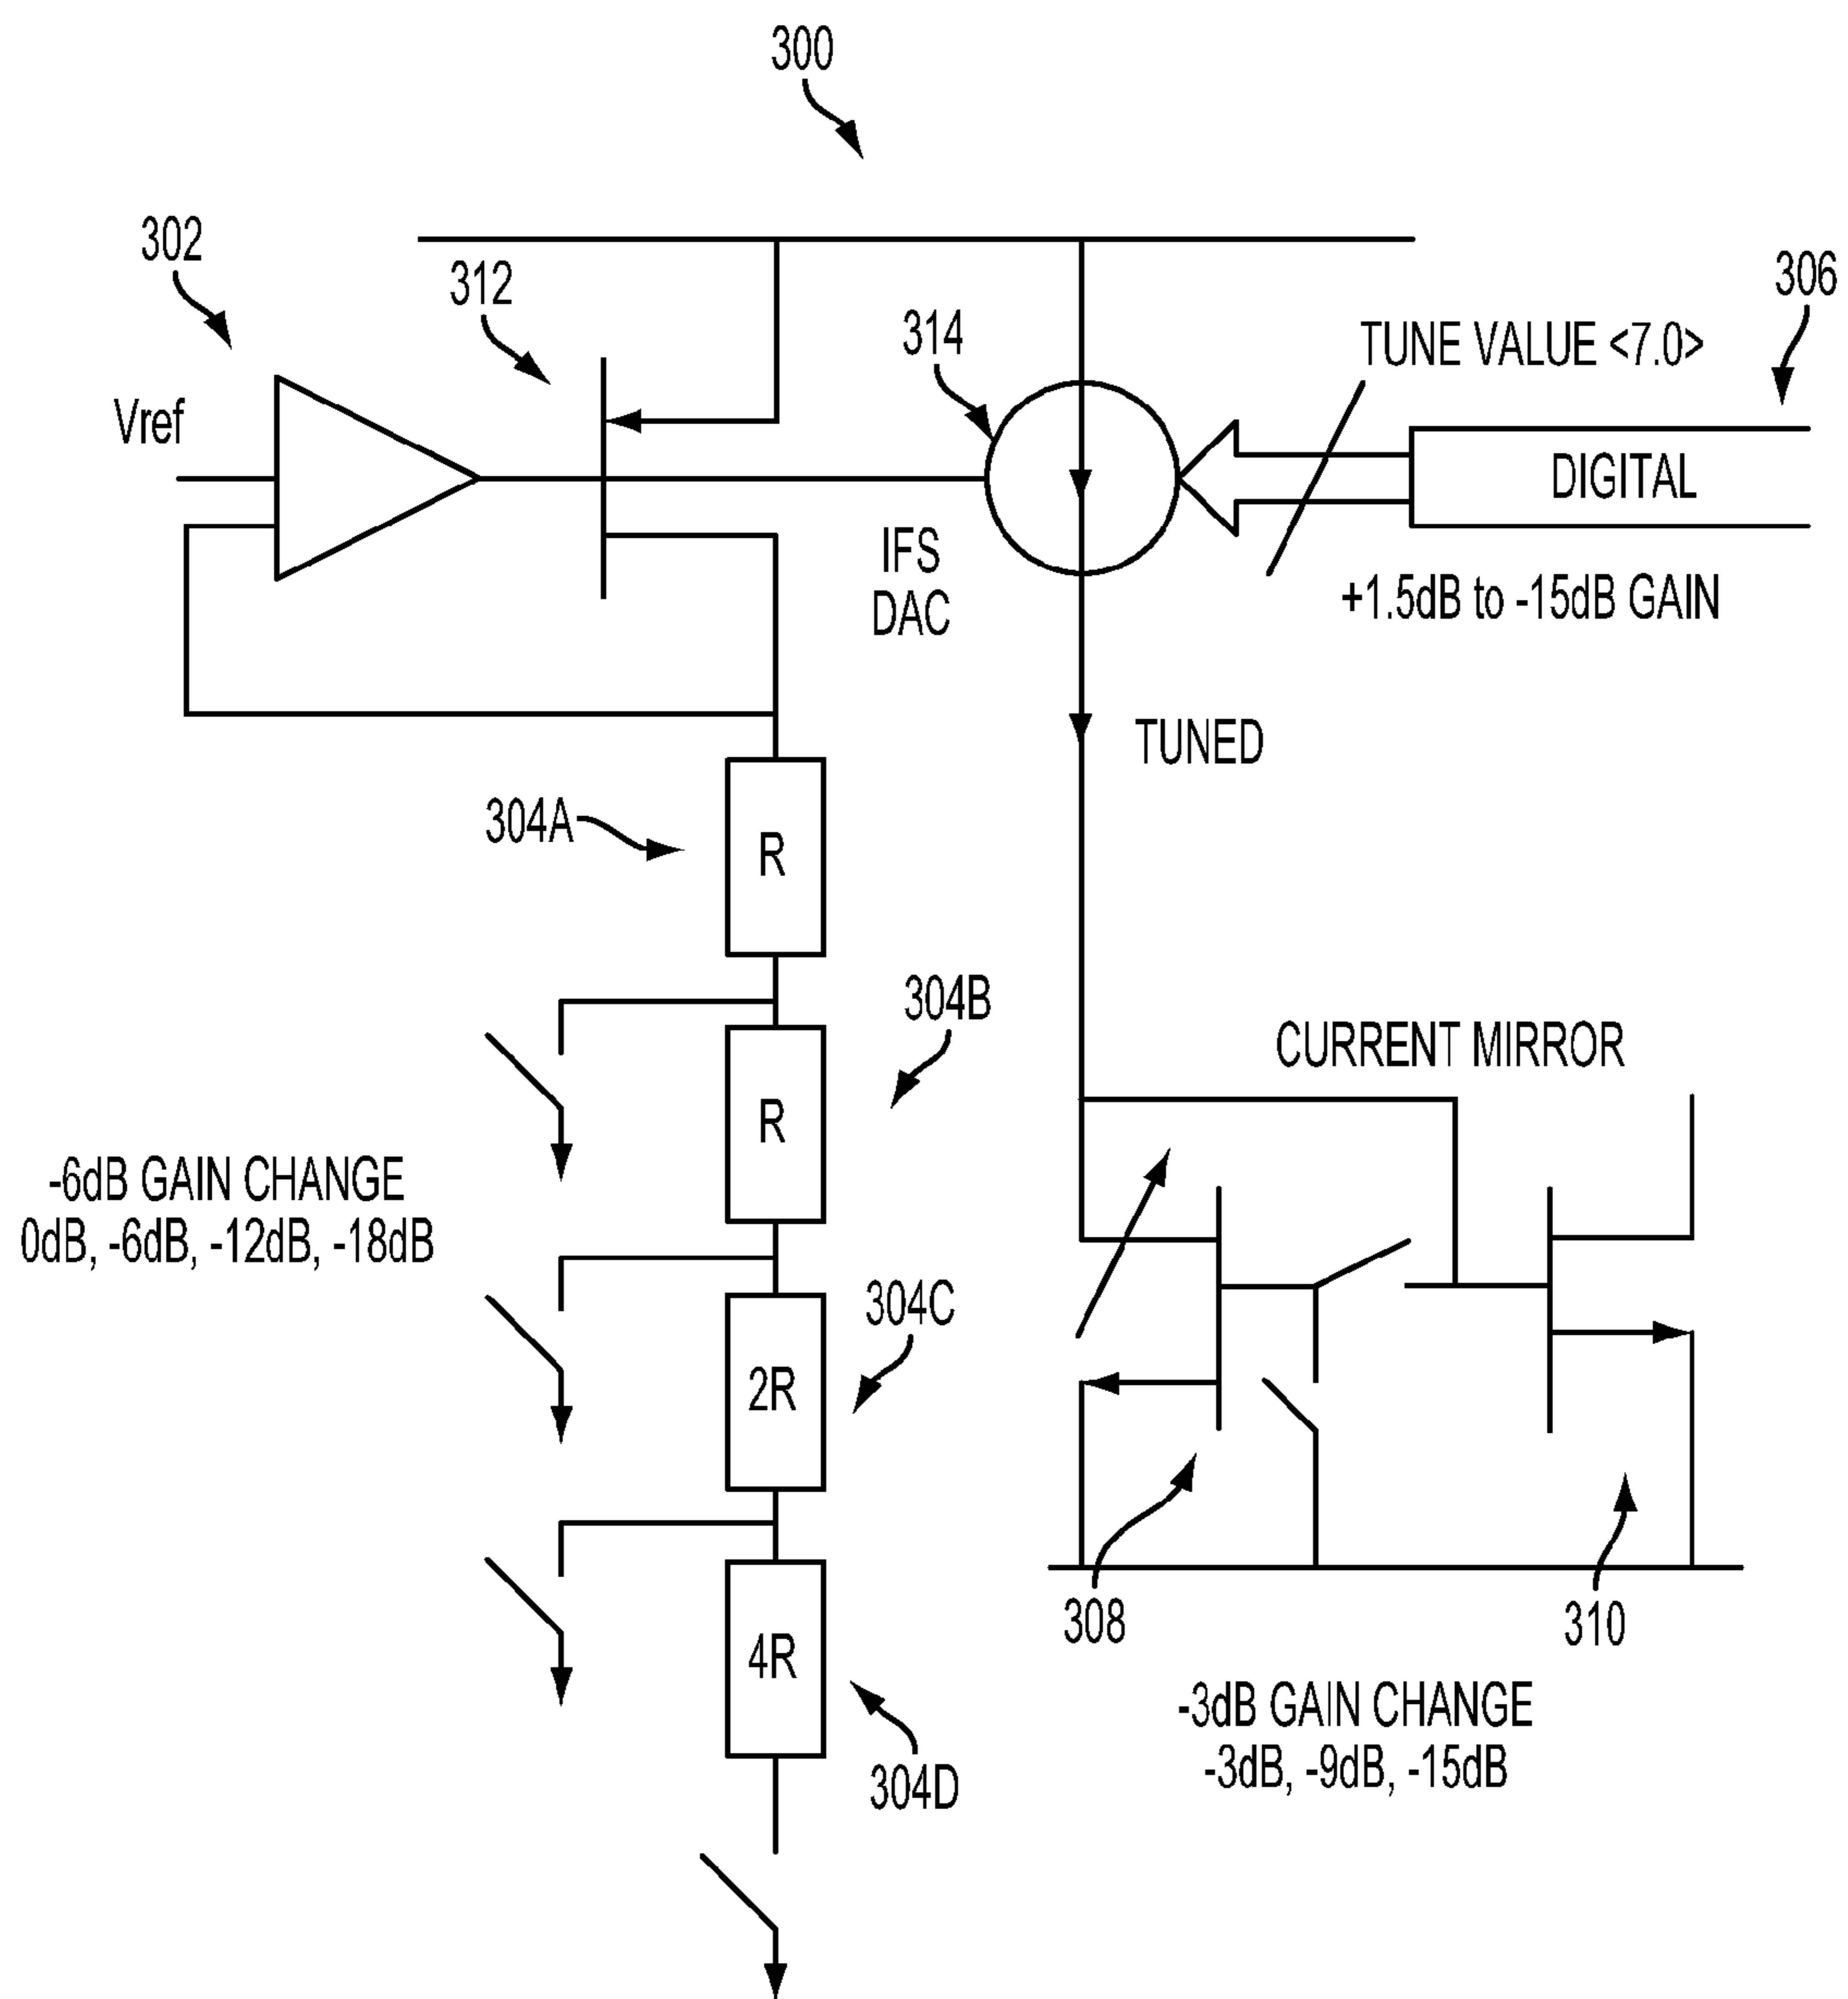 300
302
312
314
306
TUNE VALUE <7.0>
Vref
DIGITAL
IFS
DAC
+1.5dB to -15dB GAIN
TUNED
304A
R
304B
CURRENT MIRROR
R
-6dB GAIN CHANGE
0dB, -6dB, -12dB, -18dB
304C
2R
308
310
4R
-3dB GAIN CHANGE
-3dB, -9dB, -15dB
304D